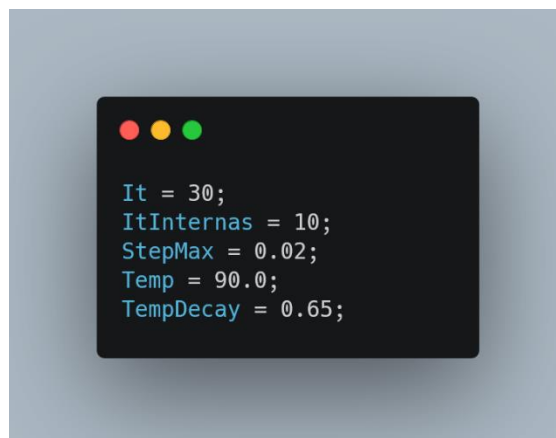 It = 30;
ItInternas = 10;
StepMax = 0.02;
Temp = 90.0;
TempDecay = 0.65;